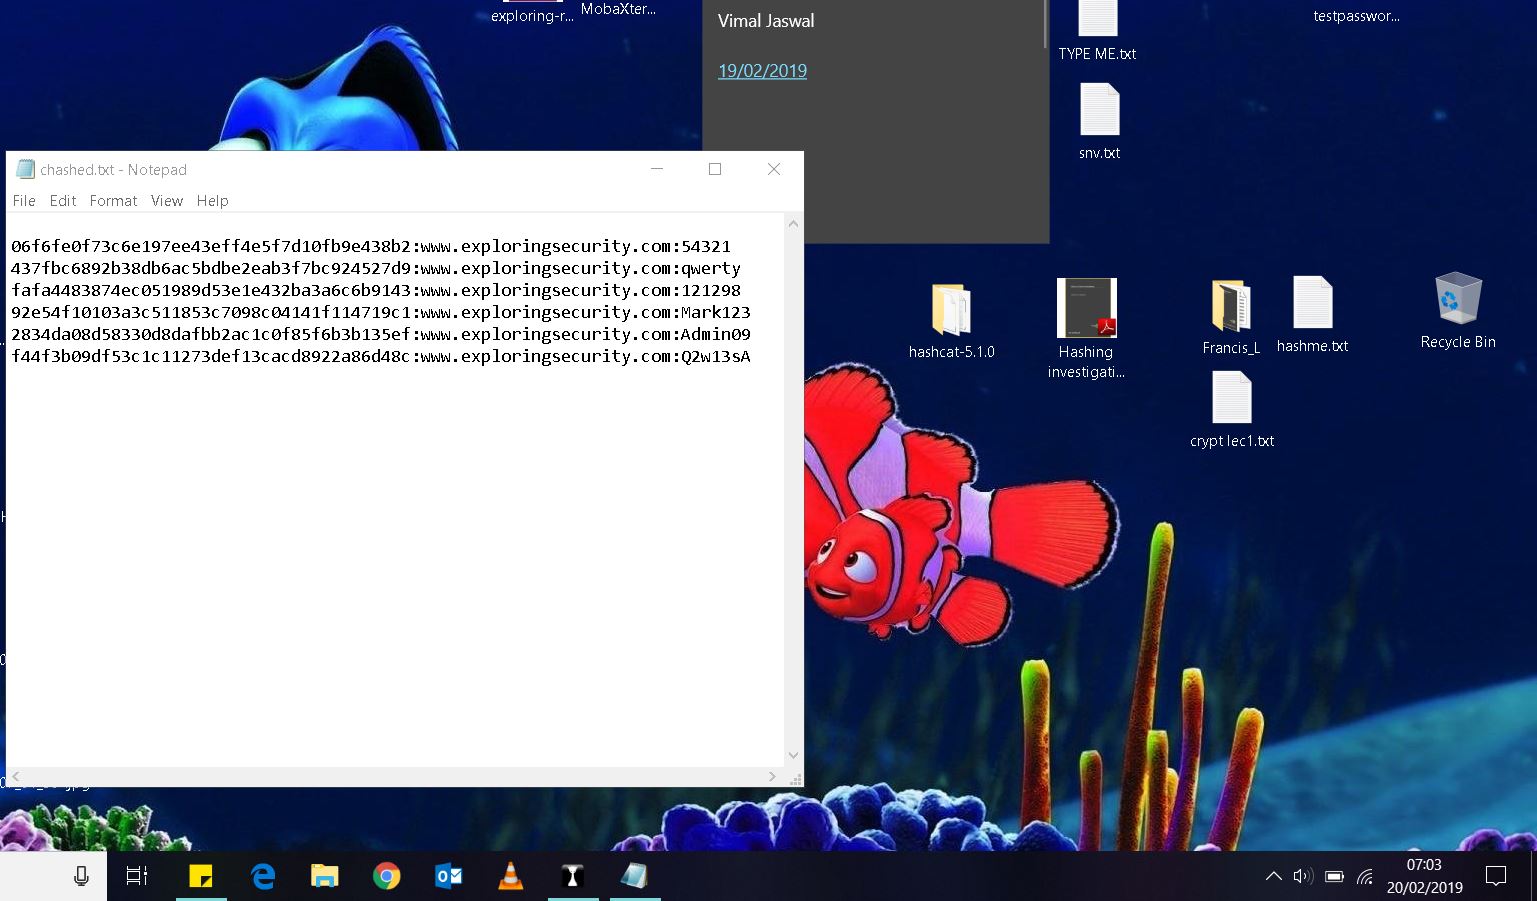 exploring-r...
MobaXter...
Vimal Jaswal
19/02/2019
TYPE ME.txt
testpasswor...
snv.txt
chashed.txt - Notepad
File Edit Format View Help
06f6fe0f73c6e197ee43eff4e5f7d10fb9e438b2:www.exploringsecurity.com:54321
437fbc6892b38db6ac5bdbe2eab3f7bc924527d9:www.exploringsecurity.com:qwerty
fafa4483874ec051989d53e1e432ba3a6c6b9143:www.exploringsecurity.com:121298
92e54f10103a3c511853c7098c04141f114719c1:www.exploringsecurity.com:Mark123
2834da08d58330d8dafbb2ac1c0f85f6b3b135ef:www.exploringsecurity.com:Admin09
f44f3b09df53c1c11273def13cacd8922a86d48c:www.exploringsecurity.com:Q2w13sA
hashcat-5.1.0
Hashing
investigati...
Francis_L
hashme.txt
Recycle Bin
crypt lec1.txt
07:03
20/02/2019